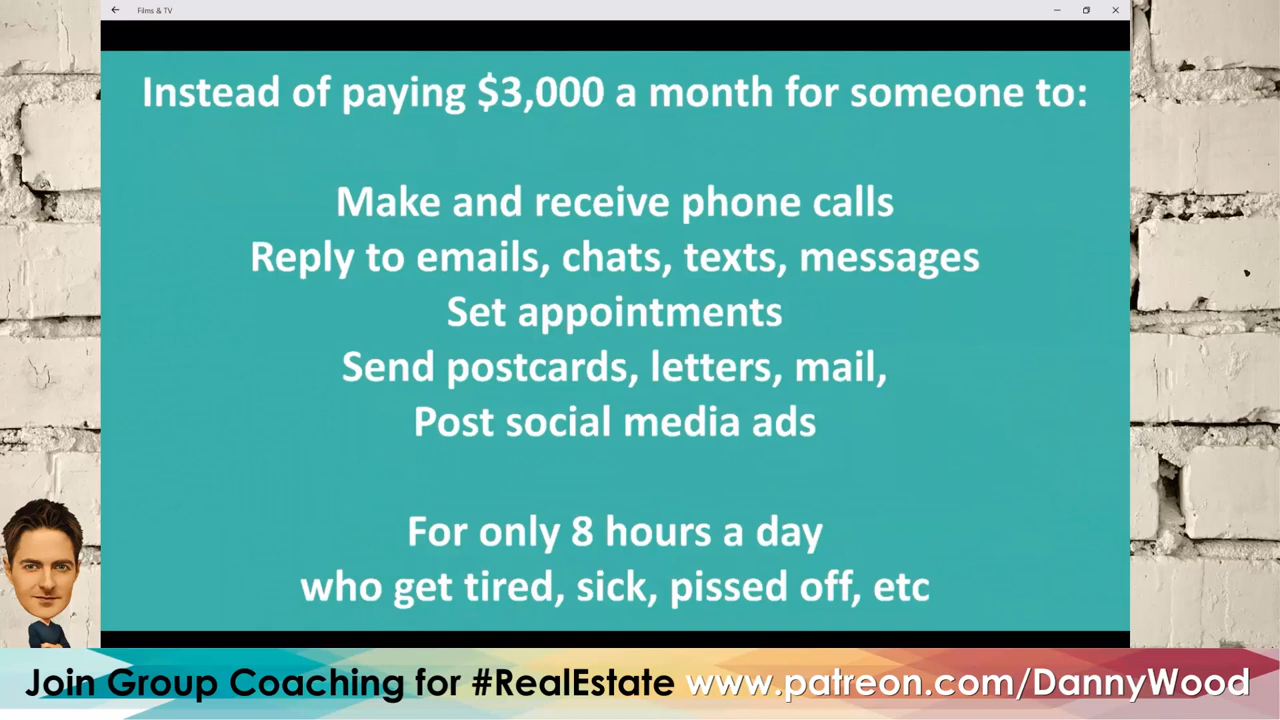 Films & TV
Instead of paying $3,000 a month for someone to:
Make and receive phone calls
Reply to emails, chats, texts, messages
Set appointments
Send postcards, letters, mail,
Post social media ads
For only 8 hours a day
who get tired, sick, pissed off, etc
Join Group Coaching for #RealEstate www.patreon.com/DannyWood